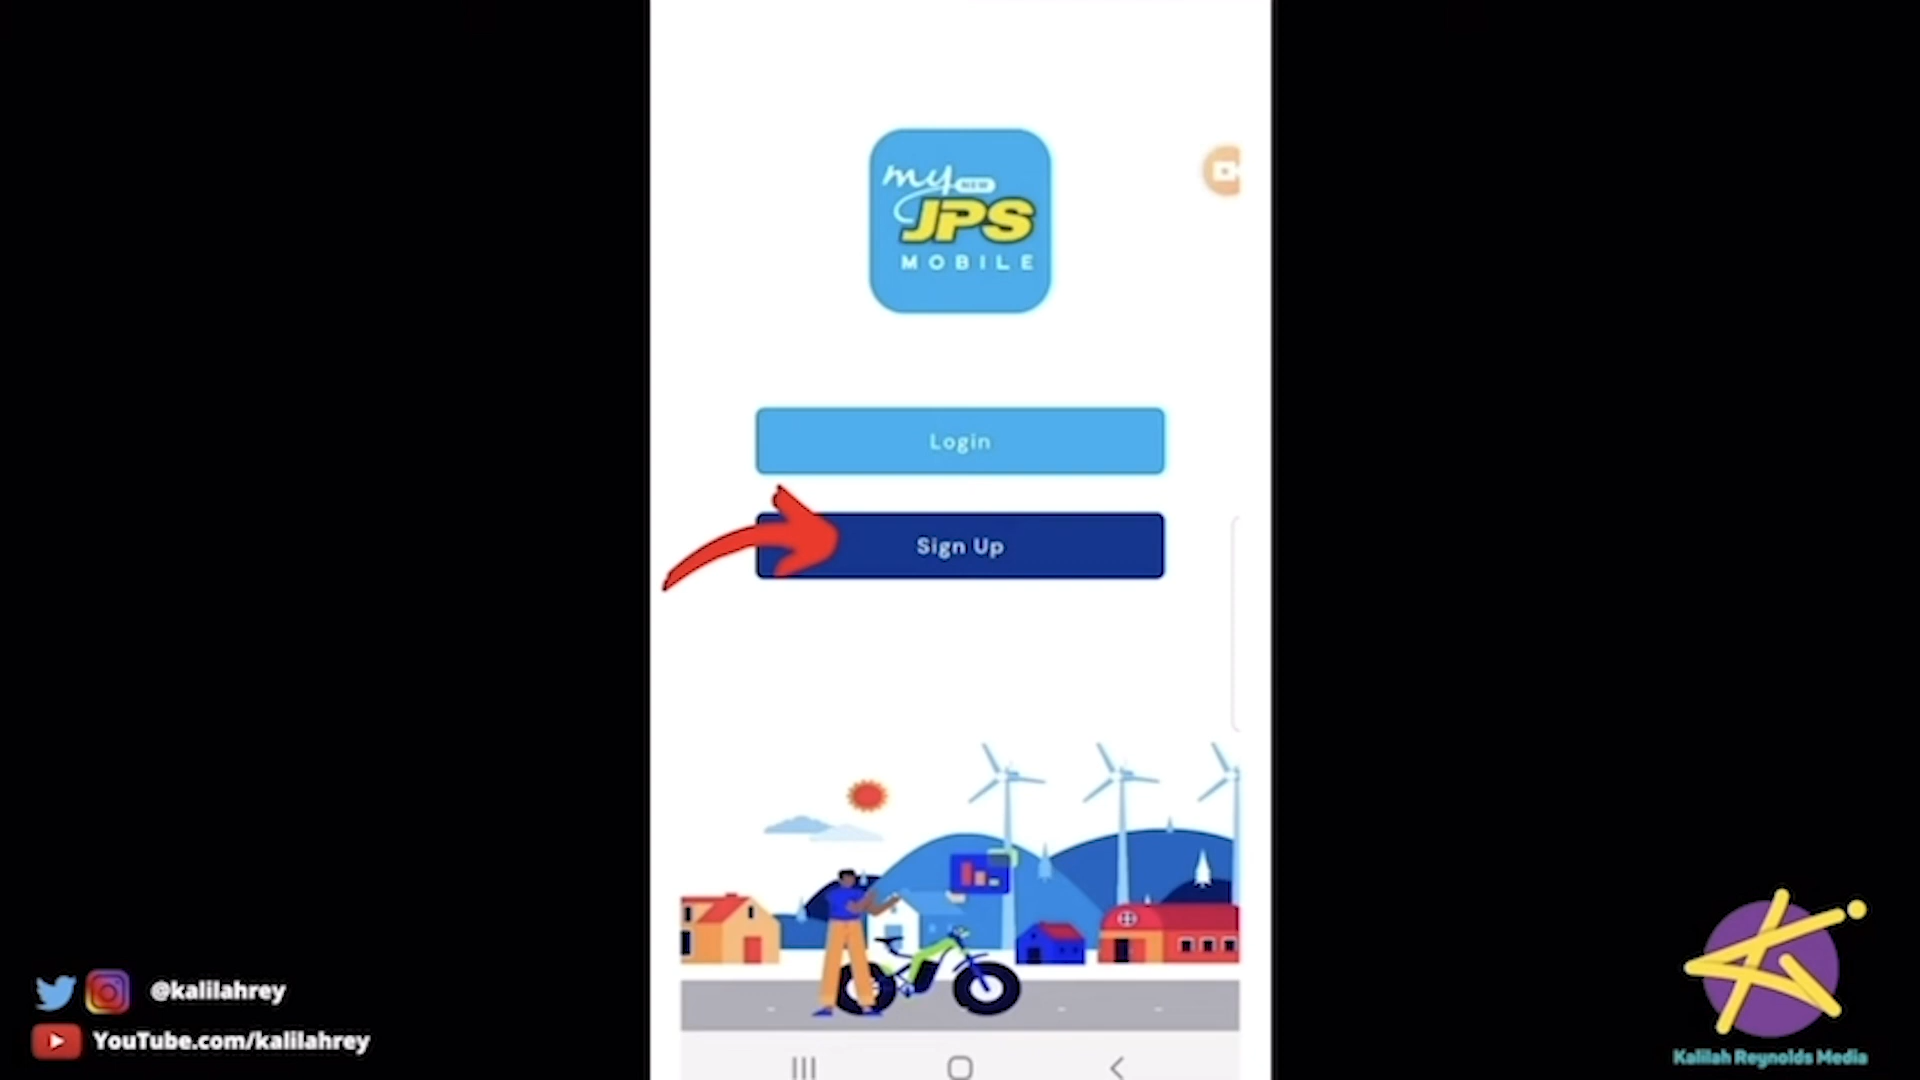 my NEW
JPS
MOBILE
Login
Sign Up
@kalilahrey
YouTube.com/kalilahrey
Kalilah Reynolds Media